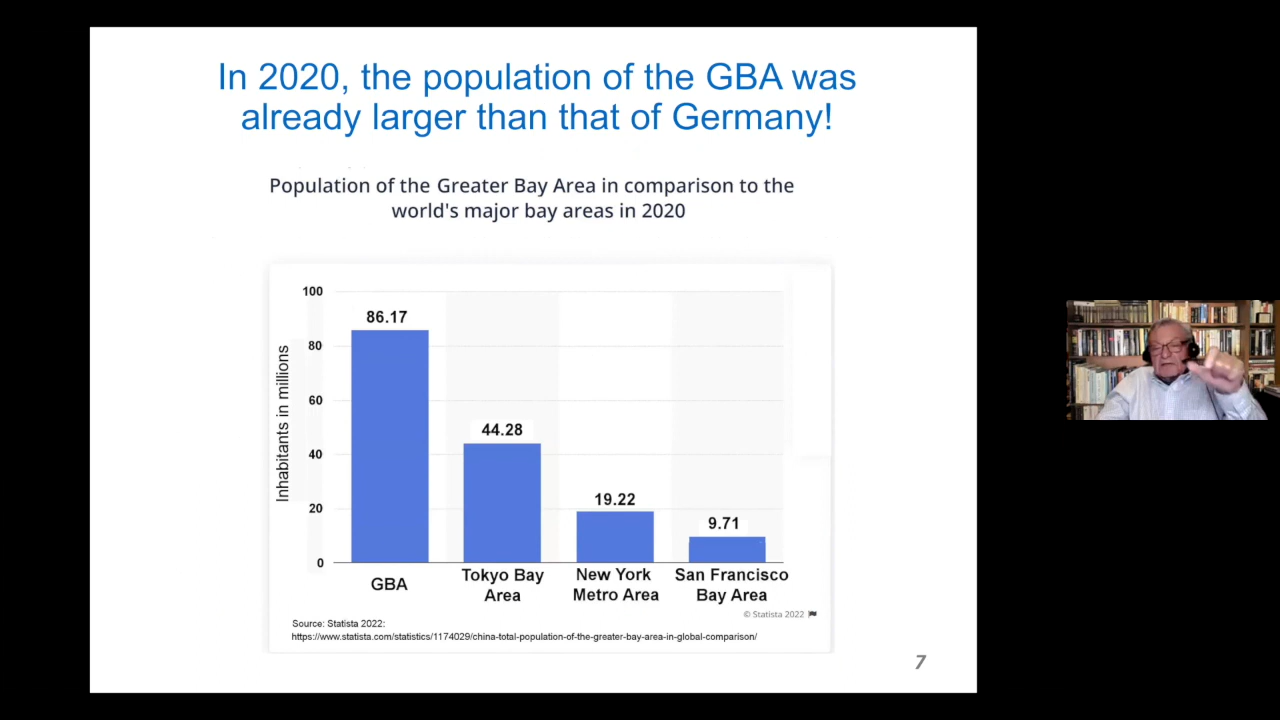 In 2020, the population of the GBA was
already larger than that of Germany!
Population of the Greater Bay Area in comparison to the
world's major bay areas in 2020
Inhabitants in millions
100
80
60
40
20
0
86.17
44.28
19.22
9.71
GBA
Tokyo Bay
Area
New York
Metro Area
San Francisco
Bay Area
© Statista 2022
Source: Statista 2022:
https://www.statista.com/statistics/1174029/china-total-population-of-the-greater-bay-area-in-global-comparison/
7